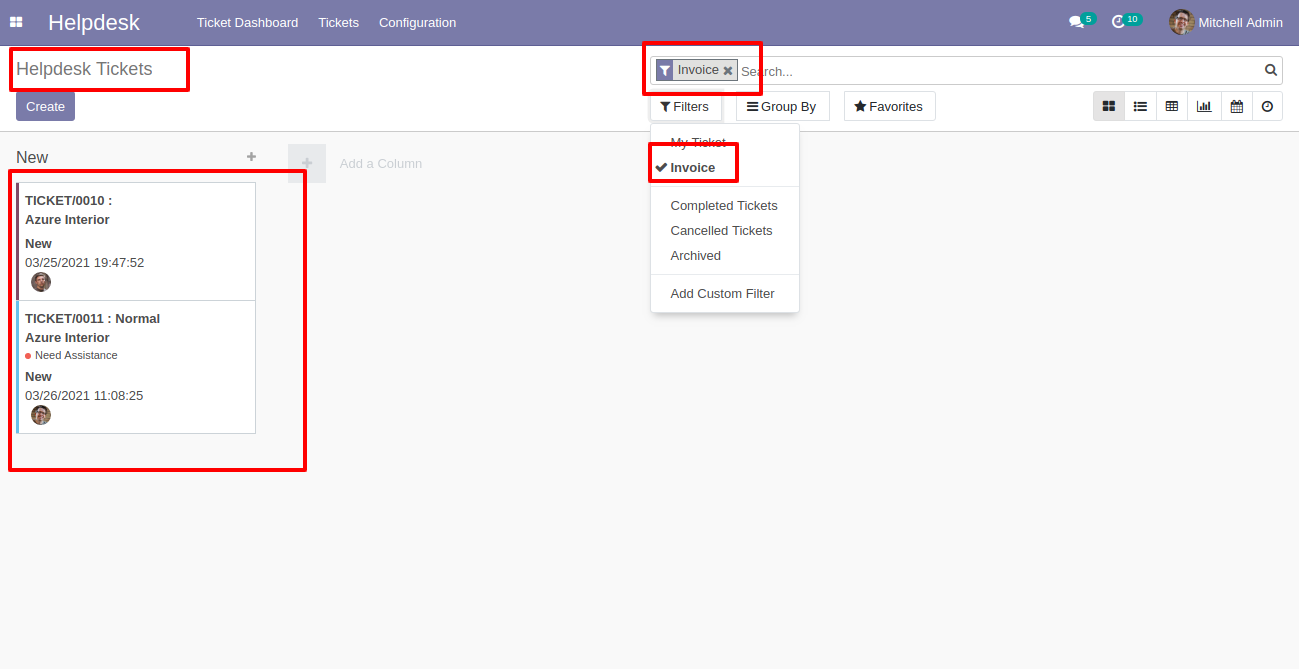 Helpdesk
Ticket Dashboard
Tickets
Configuration
5
10
Mitchell Admin
Helpdesk Tickets
Invoice
Search...
Create
Filters
Group By
Favorites
My Ticket
Invoice
Completed Tickets
Cancelled Tickets
Archived
Add Custom Filter
New
Add a Column
TICKET/0010 :
Azure Interior
New
03/25/2021 19:47:52
TICKET/0011 : Normal
Azure Interior
Need Assistance
New
03/26/2021 11:08:25